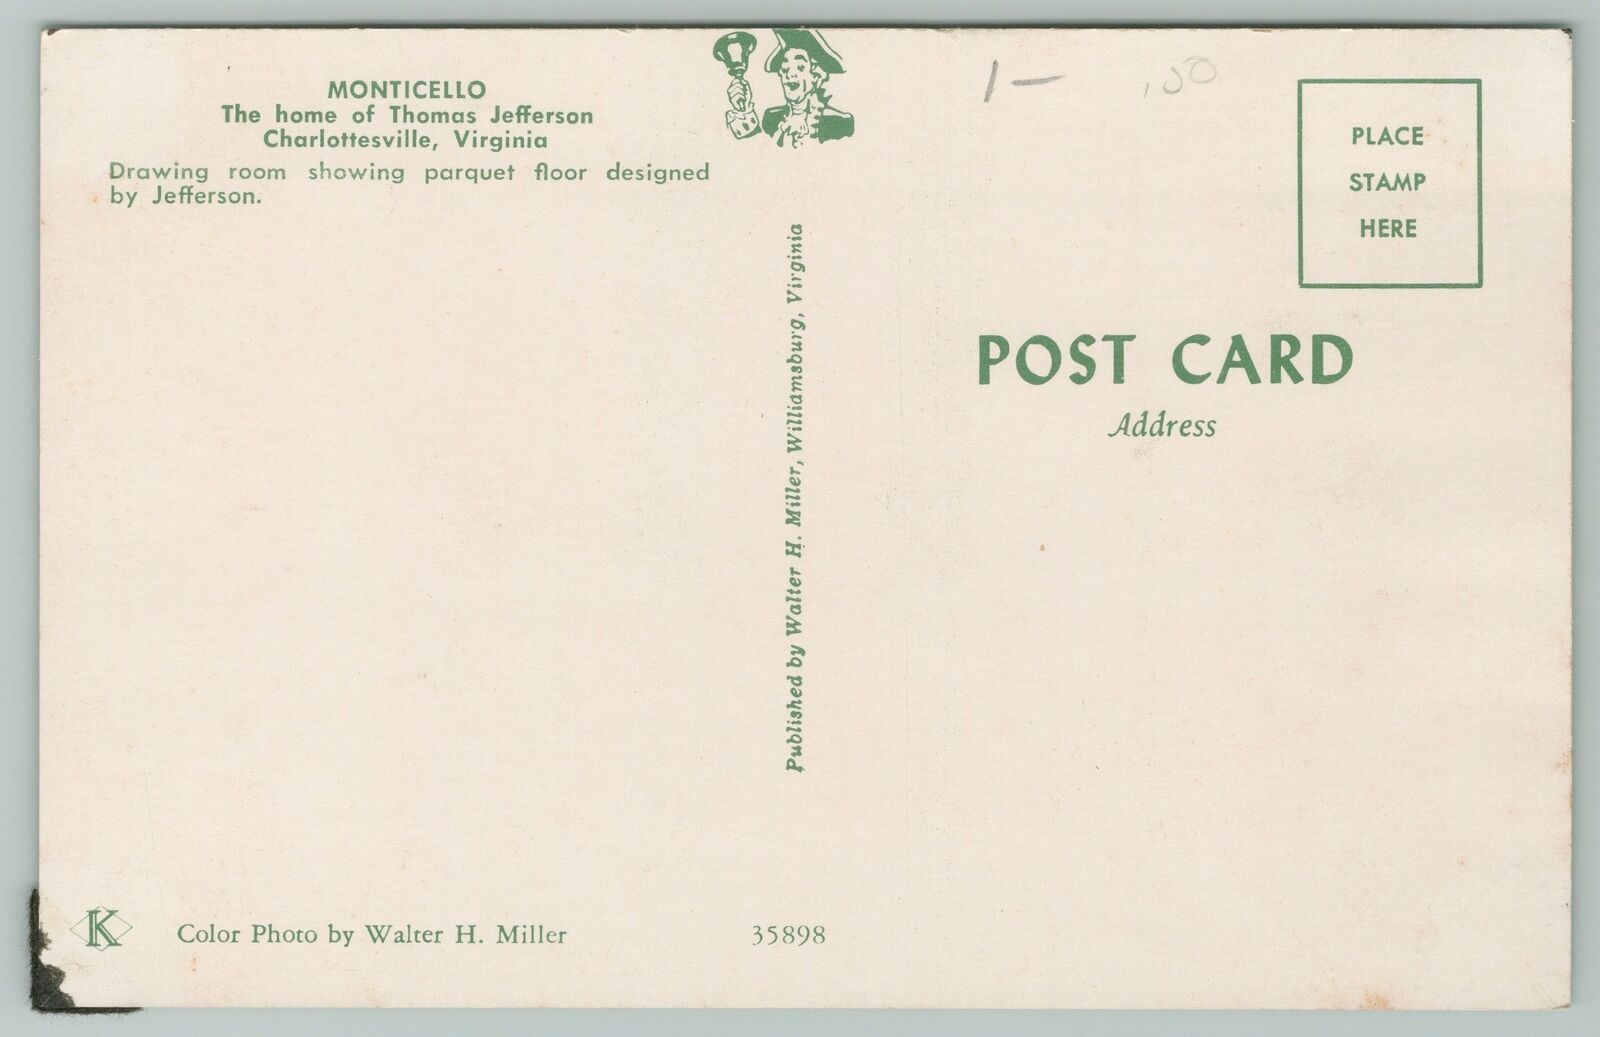 MONTICELLO
The home of Thomas Jefferson
Charlottesville, Virginia
Drawing room showing parquet floor designed
by Jefferson.
1 –
.50
PLACE
STAMP
HERE
POST CARD
Address
Published by Walter H. Miller, Williamsburg, Virginia
K
Color Photo by Walter H. Miller
35898